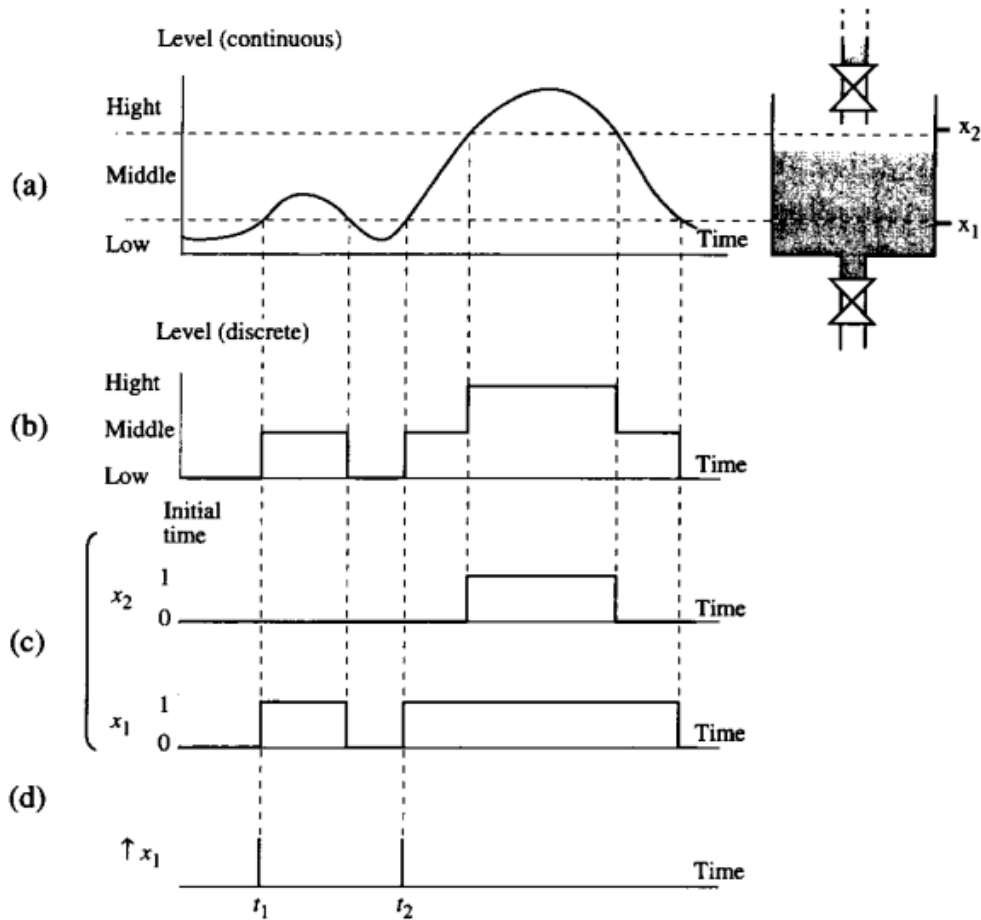 Level (continuous)
Hight
x₂
(a)
Middle
x₁
Low
Time
Level (discrete)
Hight
(b)
Middle
Low
Time
Initial
time
1
x₂
0
Time
(c)
1
x₁
0
Time
(d)
↑ x₁
Time
t₁
t₂